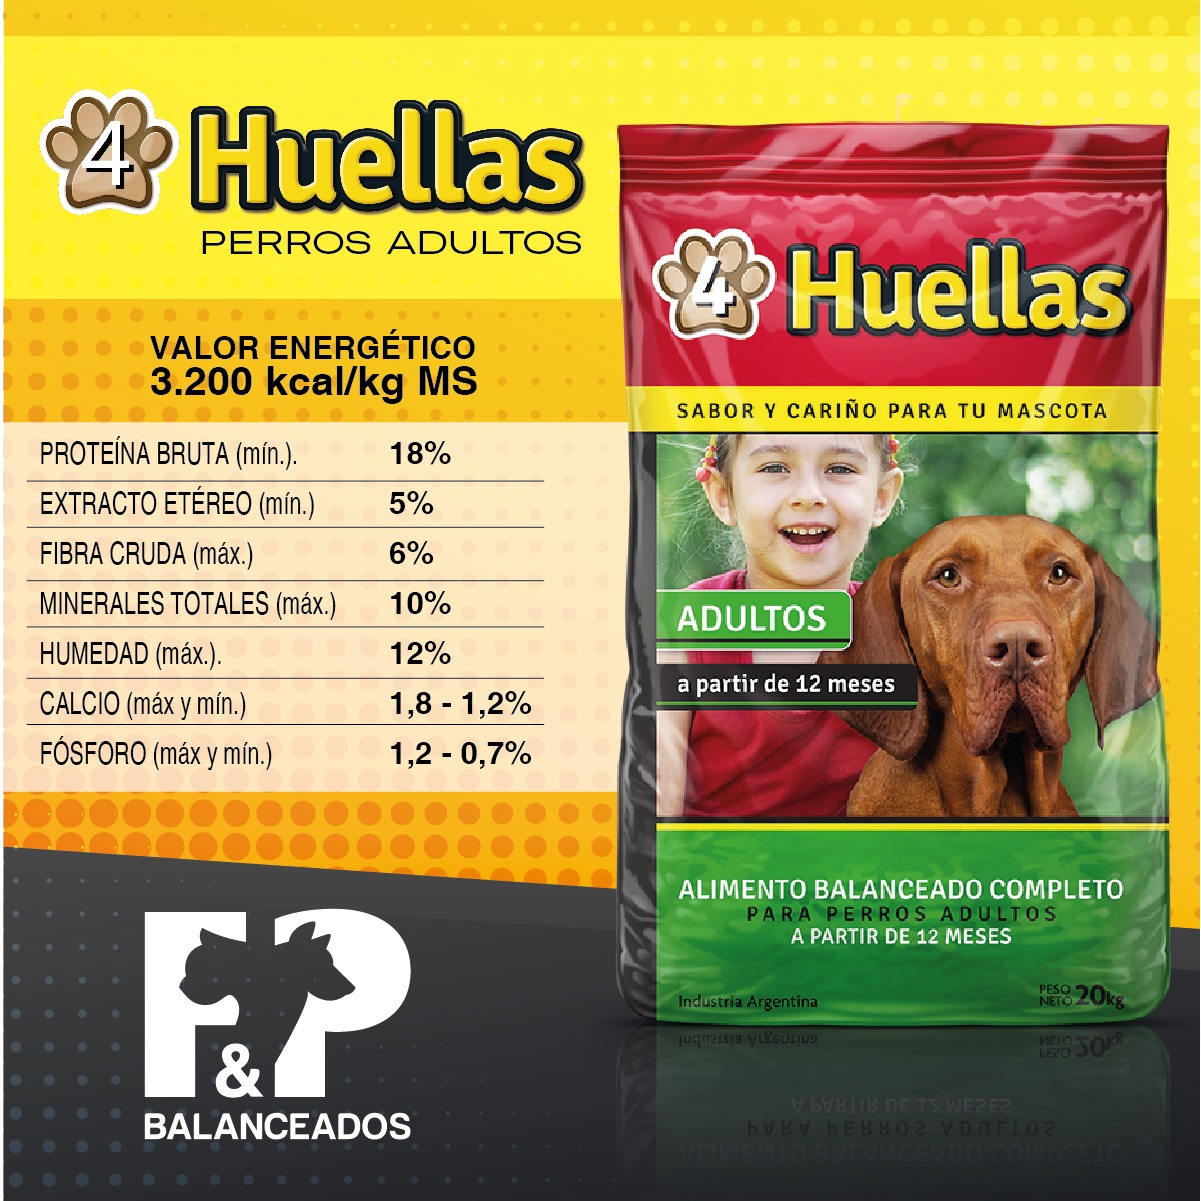 4 Huellas
PERROS ADULTOS
VALOR ENERGÉTICO
3.200 kcal/kg MS
PROTEÍNA BRUTA (mín.). 18%
EXTRACTO ETÉREO (mín.) 5%
FIBRA CRUDA (máx.) 6%
MINERALES TOTALES (máx.) 10%
HUMEDAD (máx.). 12%
CALCIO (máx y mín.) 1,8 - 1,2%
FÓSFORO (máx y mín.) 1,2 - 0,7%
F&P
BALANCEADOS
4 Huellas
SABOR Y CARIÑO PARA TU MASCOTA
ADULTOS
a partir de 12 meses
ALIMENTO BALANCEADO COMPLETO
PARA PERROS ADULTOS
A PARTIR DE 12 MESES
Industria Argentina
PESO NETO 20kg